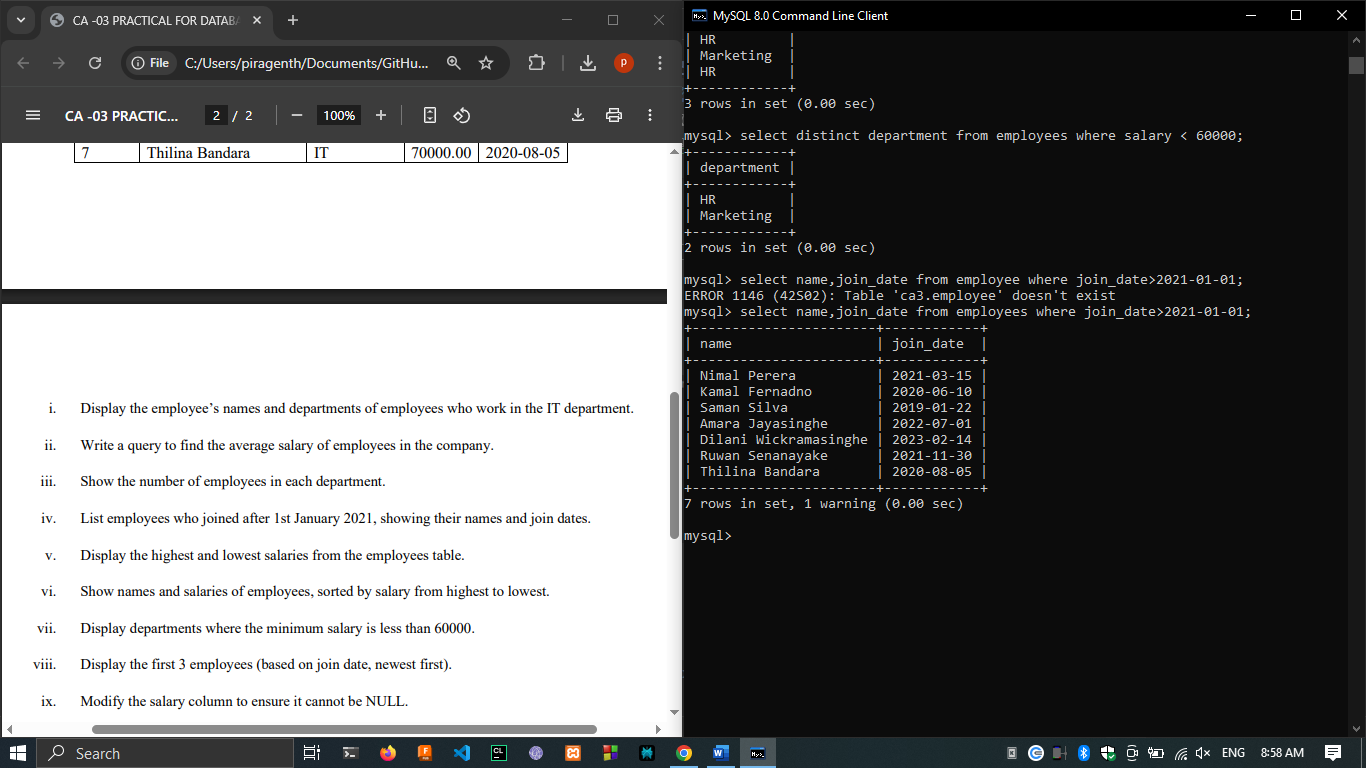 CA -03 PRACTICAL FOR DATABA
File
C:/Users/piragenth/Documents/GitHu...
p
CA -03 PRACTIC...
2 / 2
100%
7 Thilina Bandara IT 70000.00 2020-08-05
i. Display the employee’s names and departments of employees who work in the IT department.
ii. Write a query to find the average salary of employees in the company.
iii. Show the number of employees in each department.
iv. List employees who joined after 1st January 2021, showing their names and join dates.
v. Display the highest and lowest salaries from the employees table.
vi. Show names and salaries of employees, sorted by salary from highest to lowest.
vii. Display departments where the minimum salary is less than 60000.
viii. Display the first 3 employees (based on join date, newest first).
ix. Modify the salary column to ensure it cannot be NULL.
MySQL 8.0 Command Line Client
| HR         |
| Marketing  |
| HR         |
+------------+
3 rows in set (0.00 sec)
mysql> select distinct department from employees where salary < 60000;
+------------+
| department |
+------------+
| HR         |
| Marketing  |
+------------+
2 rows in set (0.00 sec)
mysql> select name,join_date from employee where join_date>2021-01-01;
ERROR 1146 (42S02): Table 'ca3.employee' doesn't exist
mysql> select name,join_date from employees where join_date>2021-01-01;
+-----------------------+------------+
| name                  | join_date  |
+-----------------------+------------+
| Nimal Perera          | 2021-03-15 |
| Kamal Fernadno        | 2020-06-10 |
| Saman Silva           | 2019-01-22 |
| Amara Jayasinghe      | 2022-07-01 |
| Dilani Wickramasinghe | 2023-02-14 |
| Ruwan Senanayake      | 2021-11-30 |
| Thilina Bandara       | 2020-08-05 |
+-----------------------+------------+
7 rows in set, 1 warning (0.00 sec)
mysql>
Search
ENG
8:58 AM